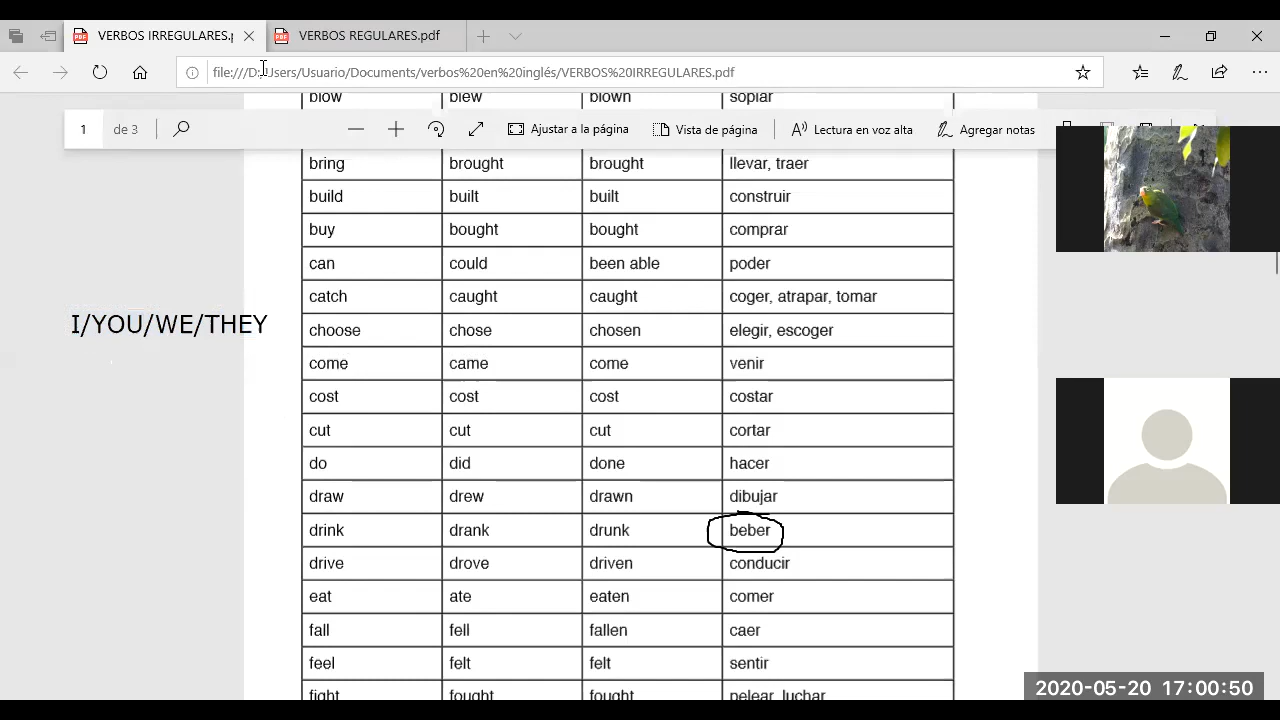 VERBOS IRREGULARES.p
VERBOS REGULARES.pdf
file:///D:/Users/Usuario/Documents/verbos%20en%20inglés/VERBOS%20IRREGULARES.pdf
blow blew blown soplar
1 de 3 Ajustar a la página Vista de página Lectura en voz alta Agregar notas
bring brought brought llevar, traer
build built built construir
buy bought bought comprar
can could been able poder
catch caught caught coger, atrapar, tomar
I/YOU/WE/THEY
choose chose chosen elegir, escoger
come came come venir
cost cost cost costar
cut cut cut cortar
do did done hacer
draw drew drawn dibujar
drink drank drunk beber
drive drove driven conducir
eat ate eaten comer
fall fell fallen caer
feel felt felt sentir
fight fought fought pelear, luchar
2020-05-20 17:00:50